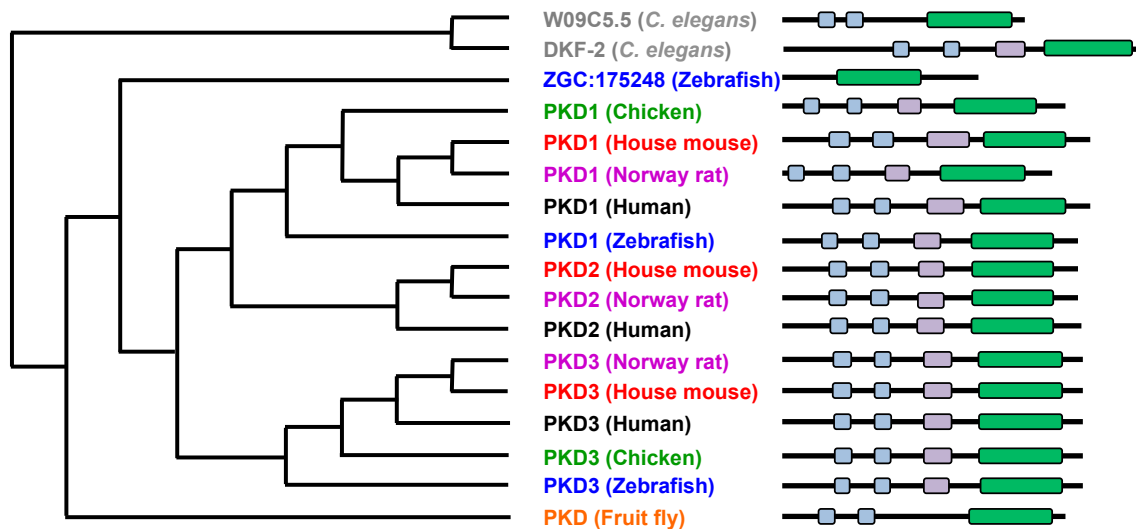 W09C5.5 (C. elegans)
DKF-2 (C. elegans)
ZGC:175248 (Zebrafish)
PKD1 (Chicken)
PKD1 (House mouse)
PKD1 (Norway rat)
PKD1 (Human)
PKD1 (Zebrafish)
PKD2 (House mouse)
PKD2 (Norway rat)
PKD2 (Human)
PKD3 (Norway rat)
PKD3 (House mouse)
PKD3 (Human)
PKD3 (Chicken)
PKD3 (Zebrafish)
PKD (Fruit fly)